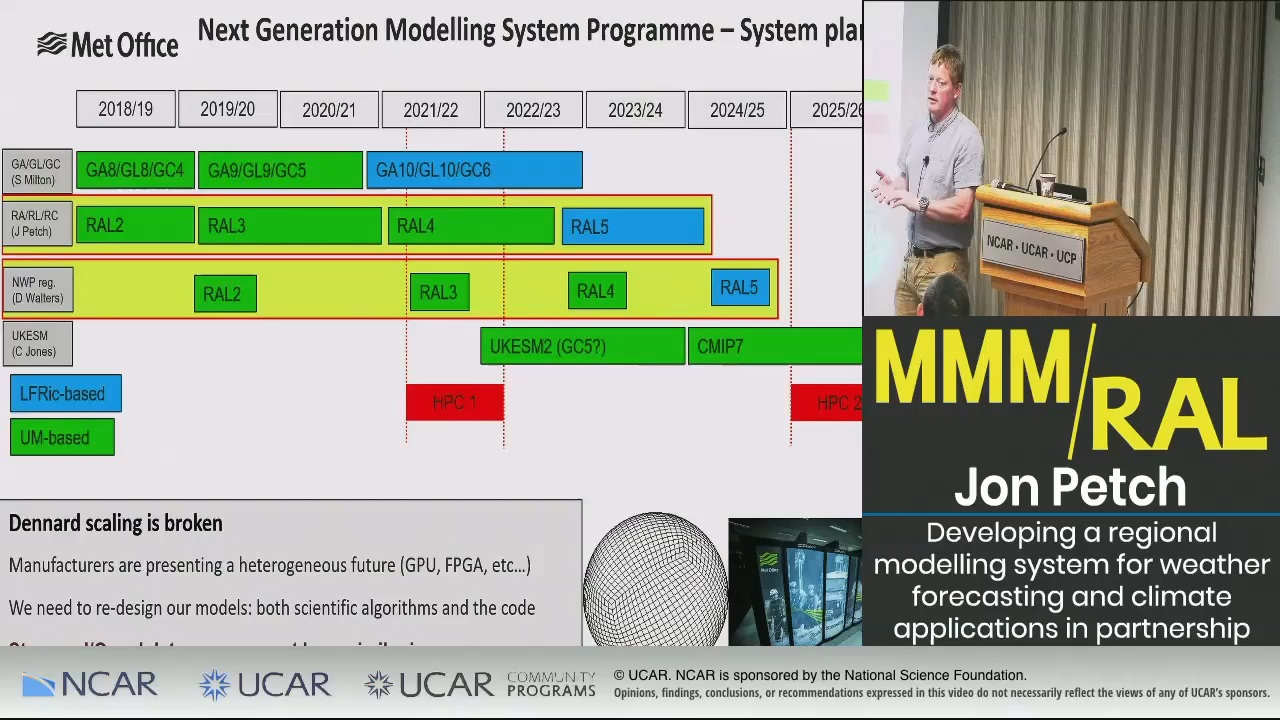 Met Office
Next Generation Modelling System Programme – System plan
2018/19
2019/20
2020/21
2021/22
2022/23
2023/24
2024/25
2025/26
GA/GL/GC
(S Milton)
GA8/GL8/GC4
GA9/GL9/GC5
GA10/GL10/GC6
RA/RL/RC
(J Petch)
RAL2
RAL3
RAL4
RAL5
NWP reg.
(D Walters)
RAL2
RAL3
RAL4
RAL5
UKESM
(C Jones)
UKESM2 (GC5?)
CMIP7
LFRic-based
HPC 1
HPC 2
UM-based
Dennard scaling is broken
Manufacturers are presenting a heterogeneous future (GPU, FPGA, etc...)
We need to re-design our models: both scientific algorithms and the code
Met Office
NCAR · UCAR · UCP
MMM/
RAL
Jon Petch
Developing a regional
modelling system for weather
forecasting and climate
applications in partnership
NCAR
UCAR
UCAR
COMMUNITY
PROGRAMS
© UCAR. NCAR is sponsored by the National Science Foundation.
Opinions, findings, conclusions, or recommendations expressed in this video do not necessarily reflect the views of any of UCAR's sponsors.